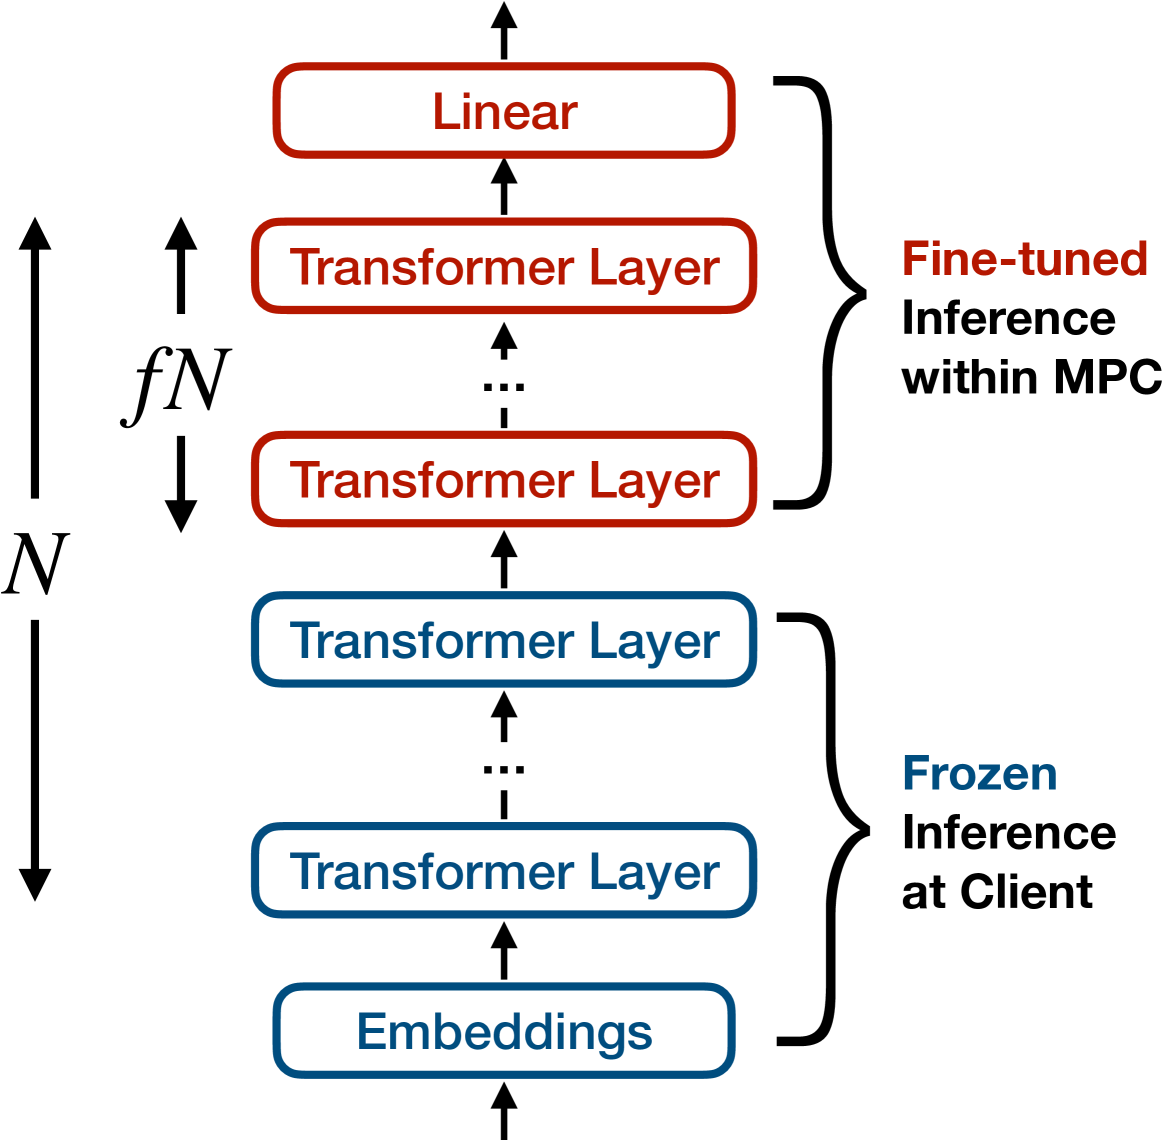 Linear
Transformer Layer
...
Transformer Layer
Transformer Layer
...
Transformer Layer
Embeddings
N
fN
Fine-tuned
Inference
within MPC
Frozen
Inference
at Client